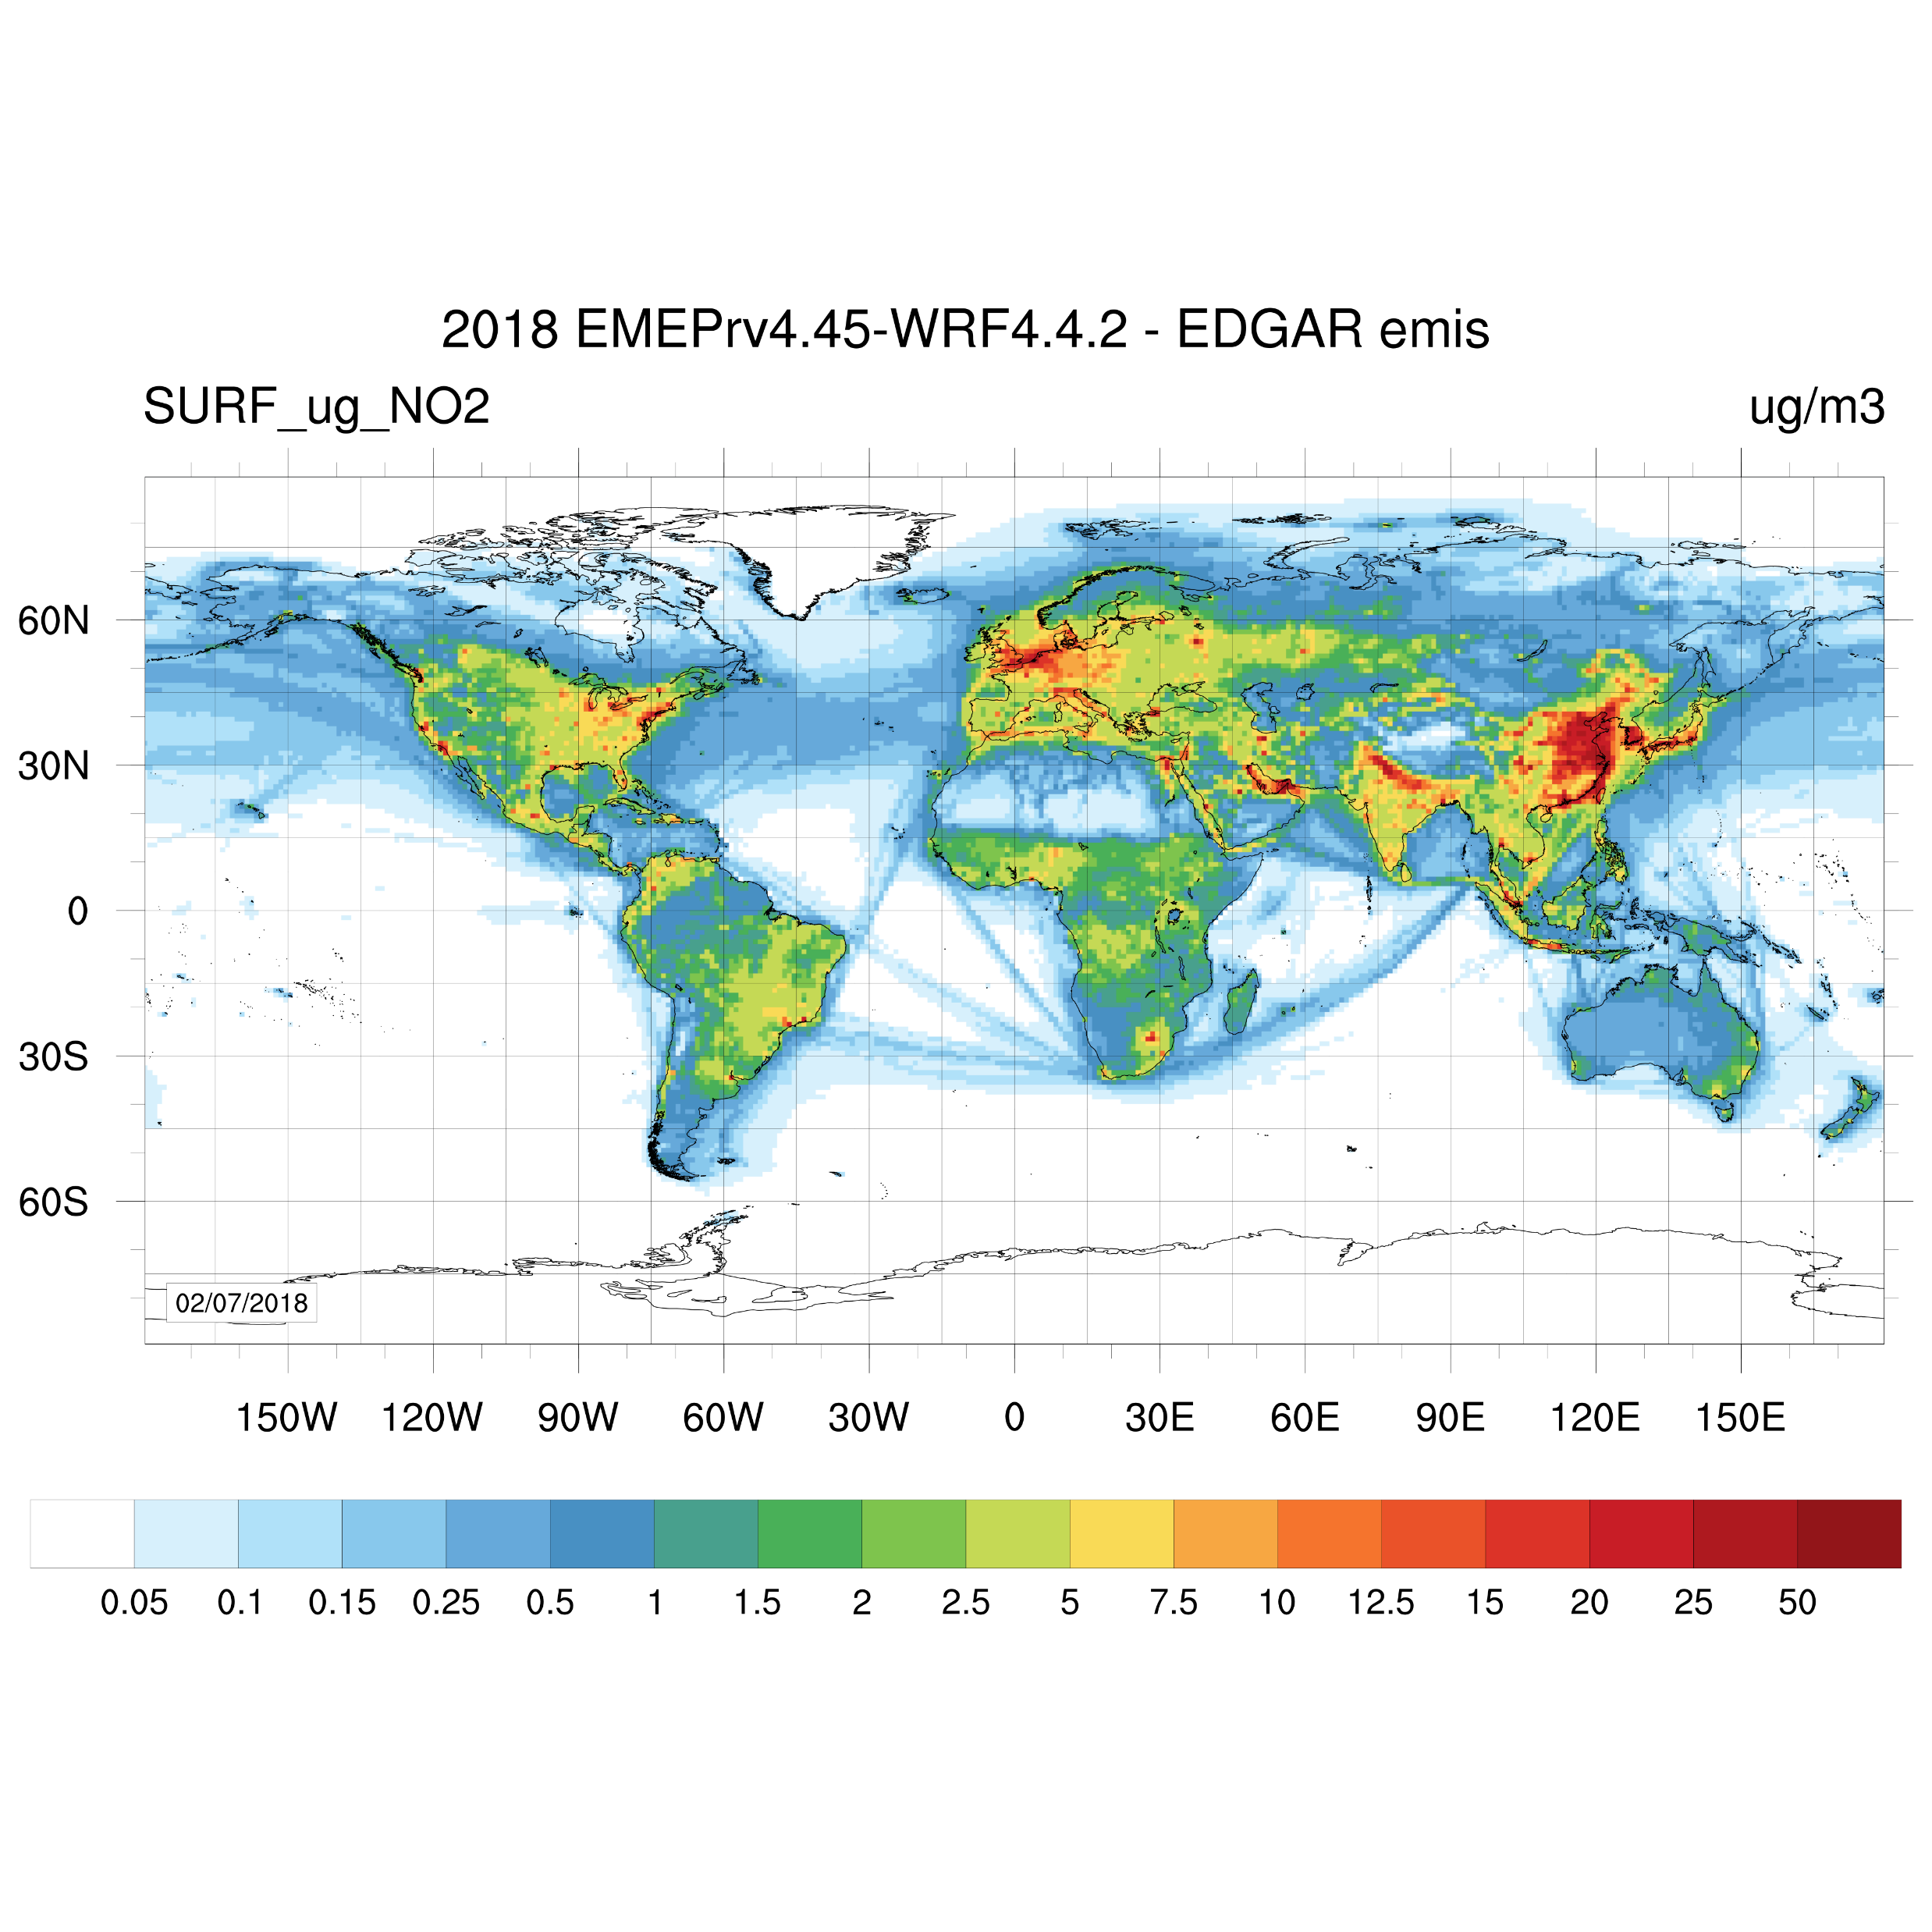 2018 EMEPrv4.45-WRF4.4.2 - EDGAR emis
SURF_ug_NO2 ug/m3
60N
30N
0
30S
60S
02/07/2018
150W 120W 90W 60W 30W 0 30E 60E 90E 120E 150E
0.05 0.1 0.15 0.25 0.5 1 1.5 2 2.5 5 7.5 10 12.5 15 20 25 50